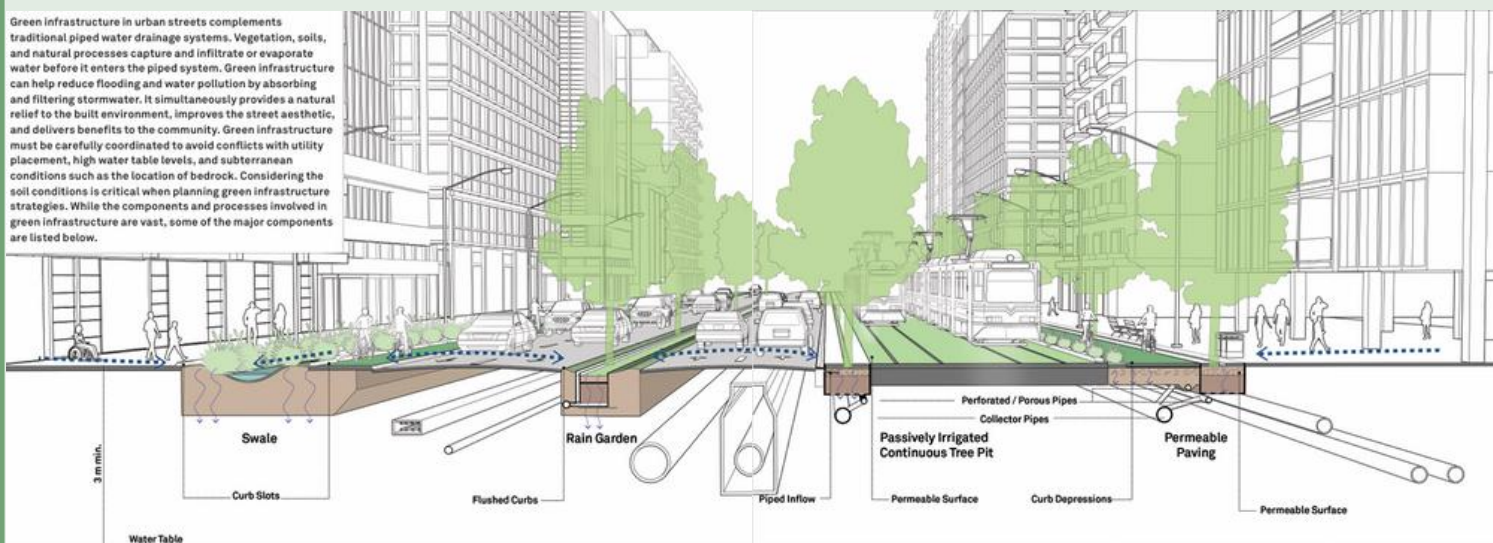 Green infrastructure in urban streets complements
traditional piped water drainage systems. Vegetation, soils,
and natural processes capture and infiltrate or evaporate
water before it enters the piped system. Green infrastructure
can help reduce flooding and water pollution by absorbing
and filtering stormwater. It simultaneously provides a natural
relief to the built environment, improves the street aesthetic,
and delivers benefits to the community. Green infrastructure
must be carefully coordinated to avoid conflicts with utility
placement, high water table levels, and subterranean
conditions such as the location of bedrock. Considering the
soil conditions is critical when planning green infrastructure
strategies. While the components and processes involved in
green infrastructure are vast, some of the major components
are listed below.
Perforated / Porous Pipes
Collector Pipes
Swale
Rain Garden
Passively Irrigated
Continuous Tree Pit
Permeable
Paving
3 m min.
Curb Slots
Flushed Curbs
Piped Inflow
Permeable Surface
Curb Depressions
Permeable Surface
Water Table